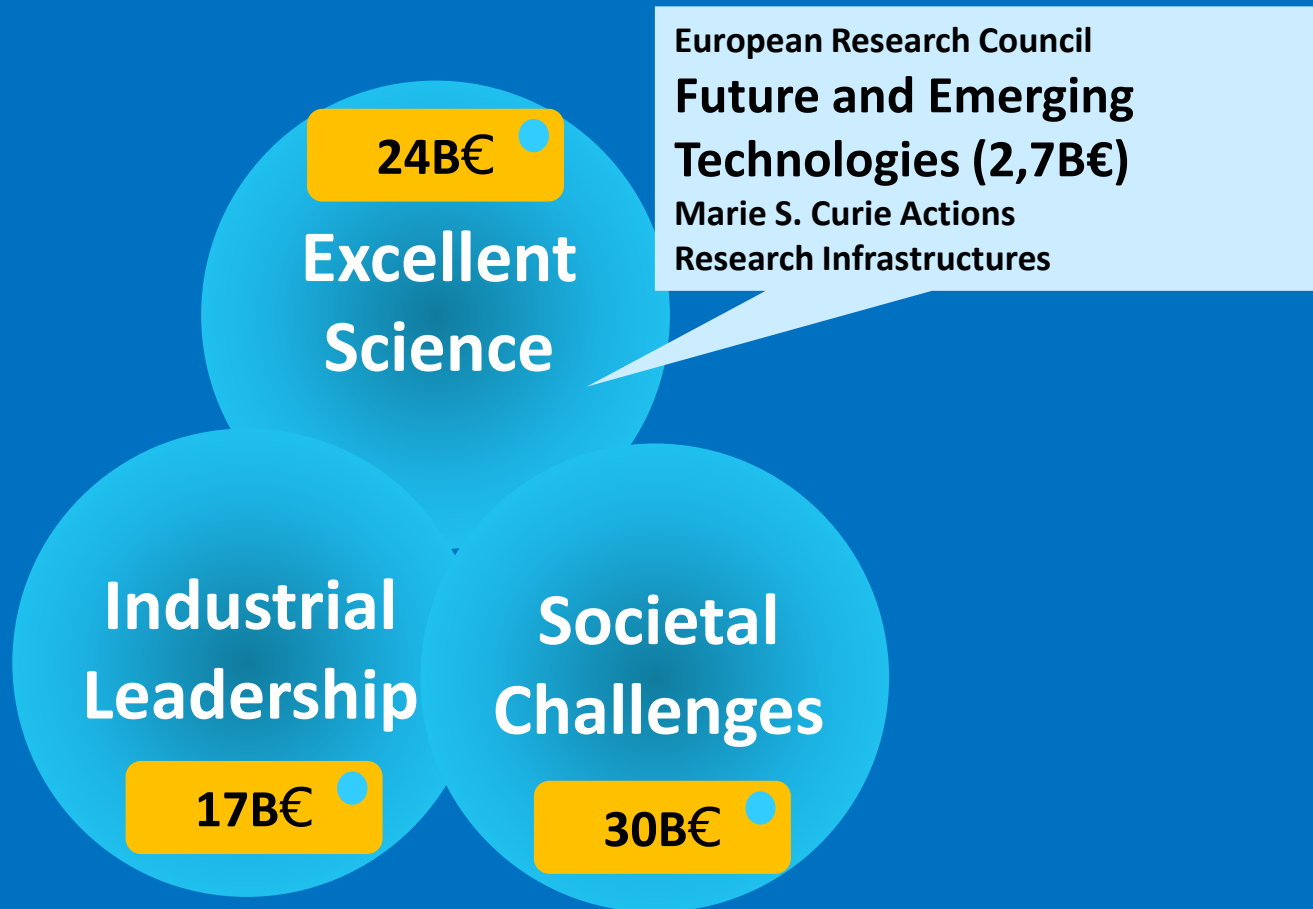 European Research Council
Future and Emerging
Technologies (2,7B€)
Marie S. Curie Actions
Research Infrastructures
24B€
Excellent
Science
Industrial
Leadership
17B€
Societal
Challenges
30B€